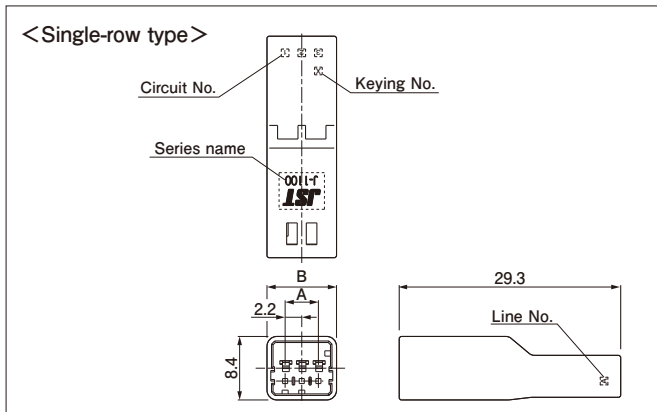 <Single-row type>
Circuit No.
Keying No.
Series name
J-1100
JST
B
A
2.2
8.4
29.3
Line No.